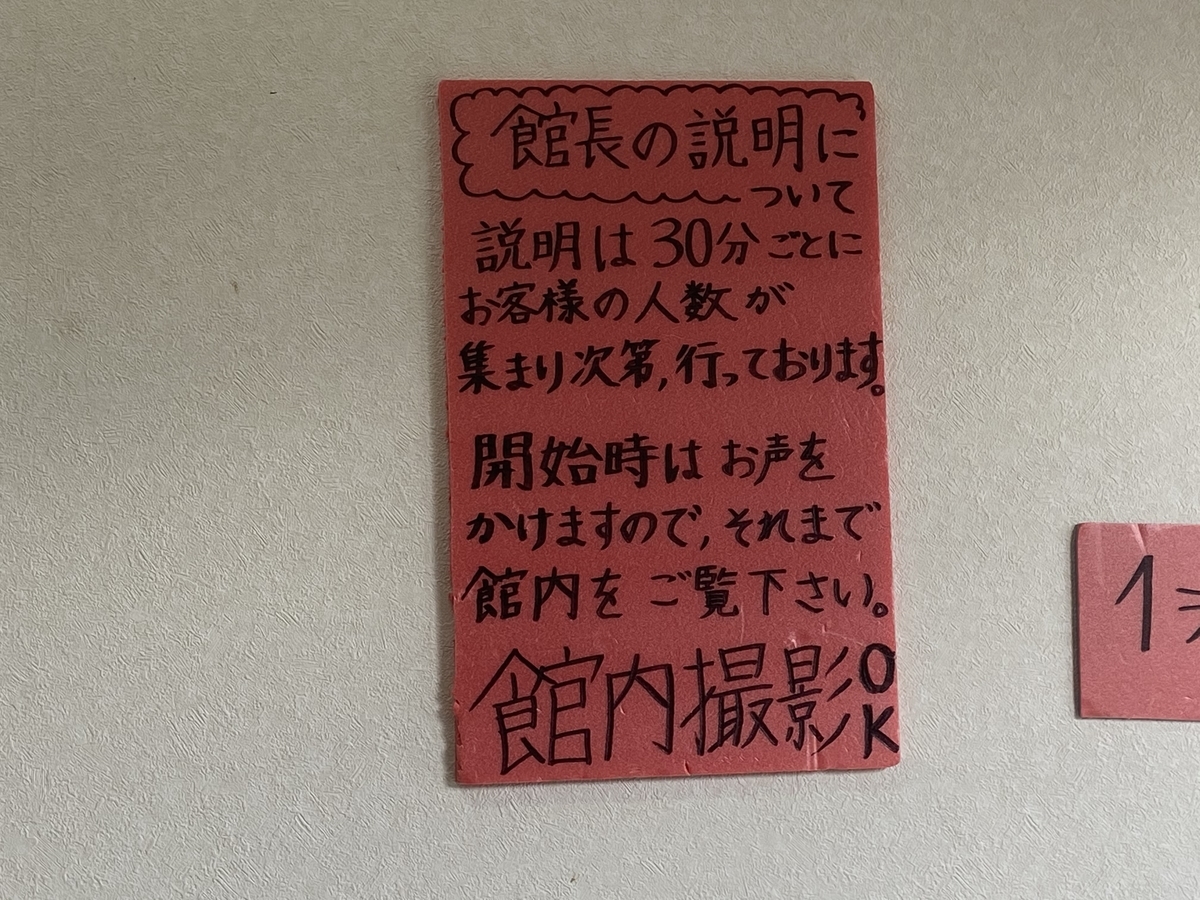 館長の説明に
ついて
説明は30分ごとに
お客様の人数が
集まり次第,行っております。
開始時はお声を
かけますので,それまで
館内をご覧下さい。
館内撮影OK
1